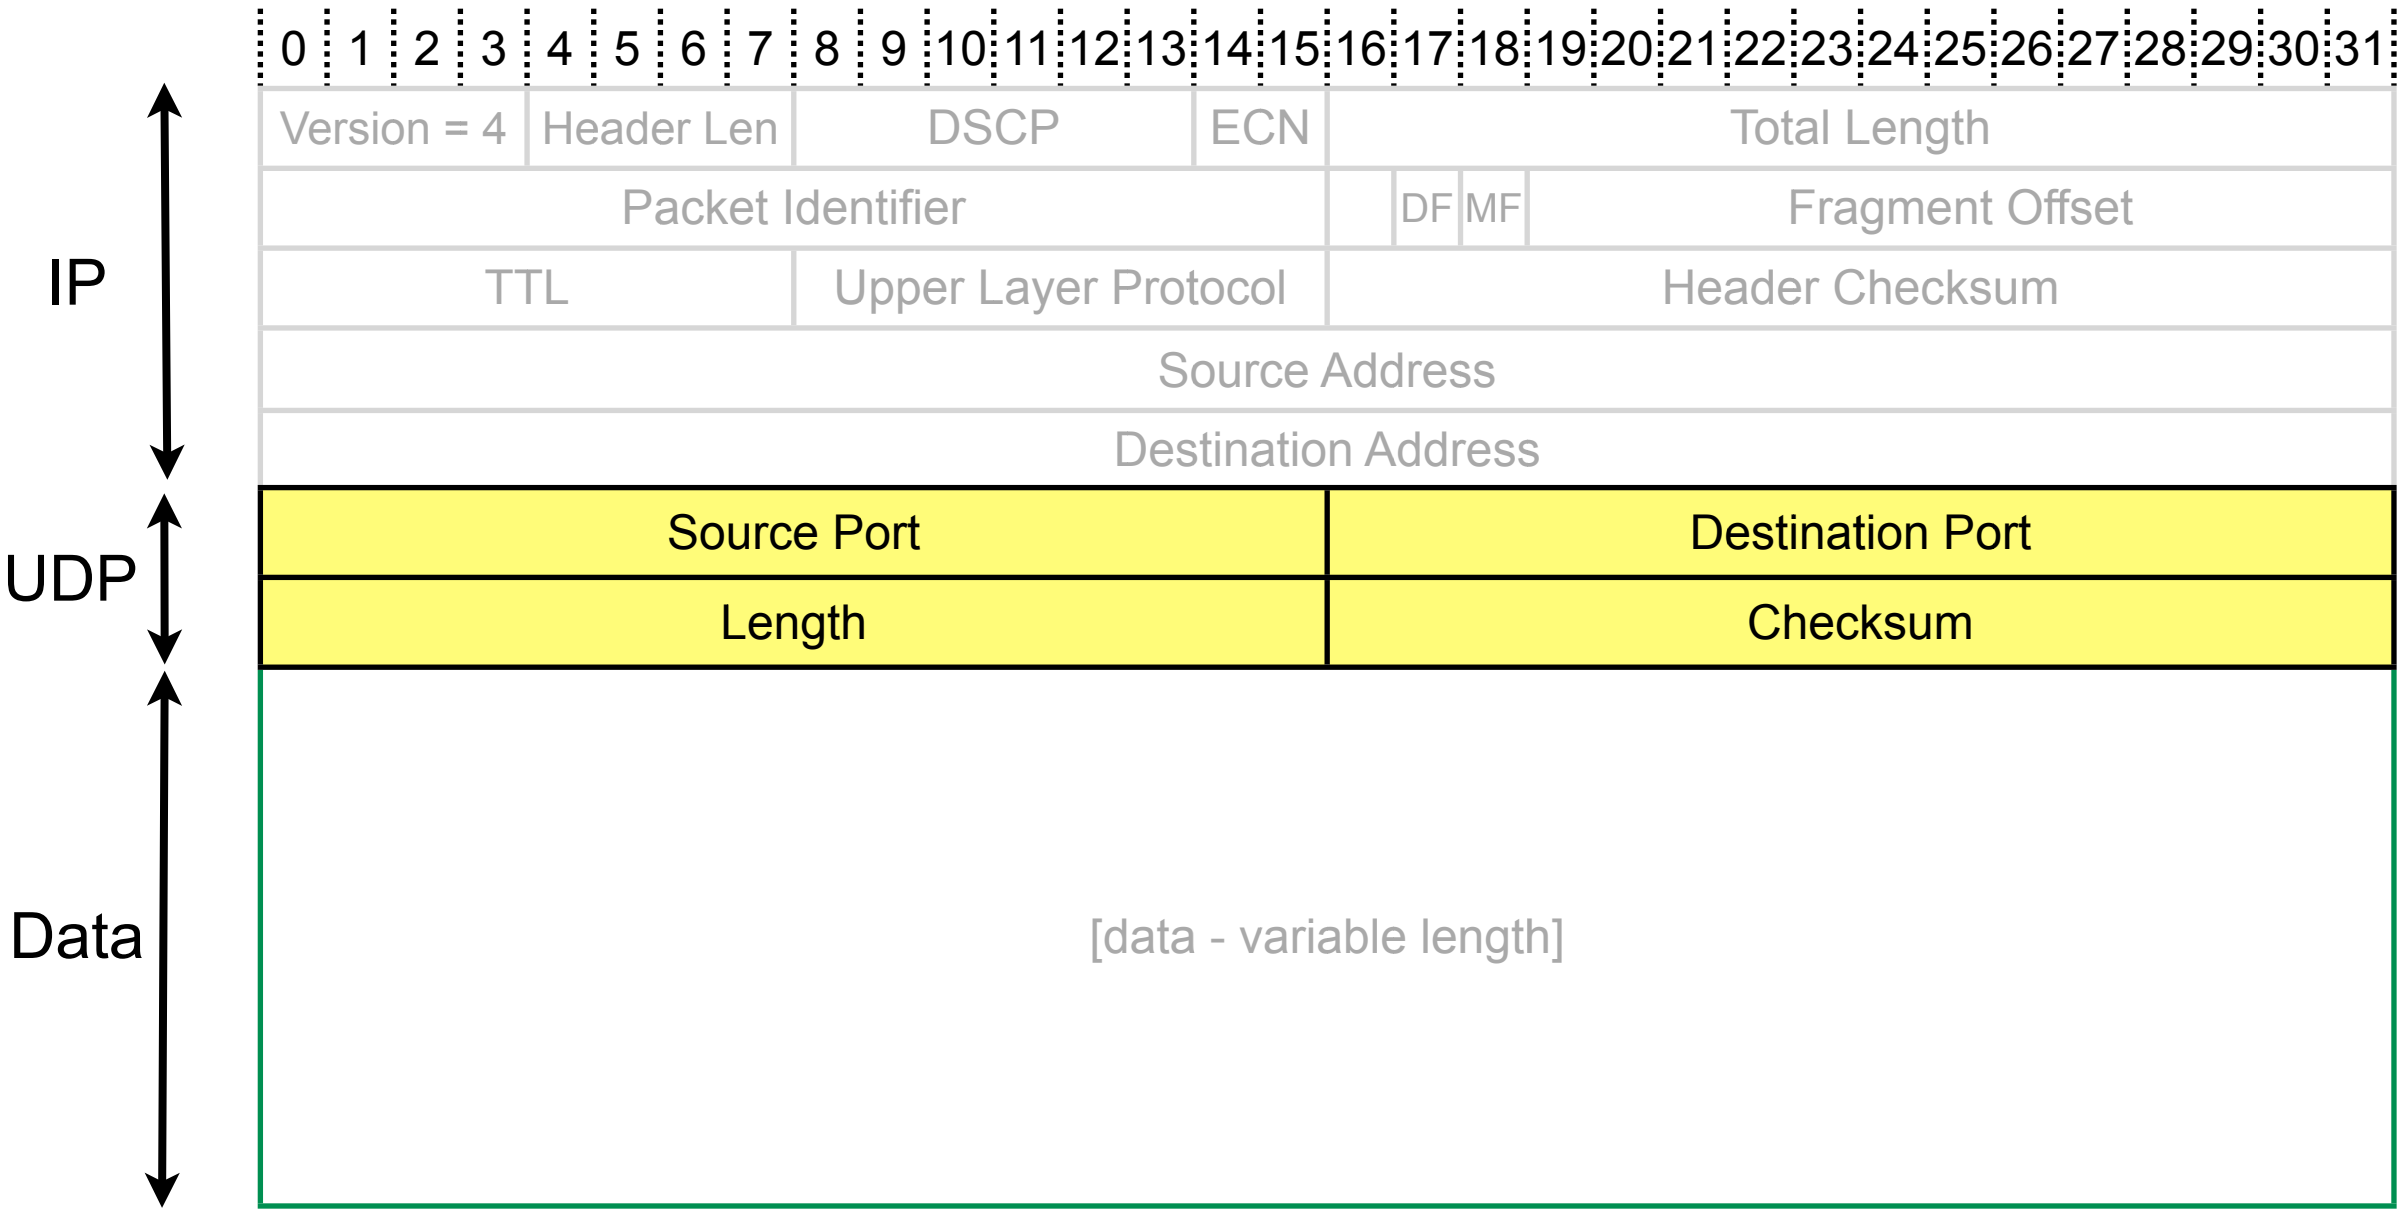 0 1 2 3 4 5 6 7 8 9 10 11 12 13 14 15 16 17 18 19 20 21 22 23 24 25 26 27 28 29 30 31
IP
Version = 4 Header Len DSCP ECN Total Length
Packet Identifier DF MF Fragment Offset
TTL Upper Layer Protocol Header Checksum
Source Address
Destination Address
UDP
Source Port Destination Port
Length Checksum
Data
[data - variable length]